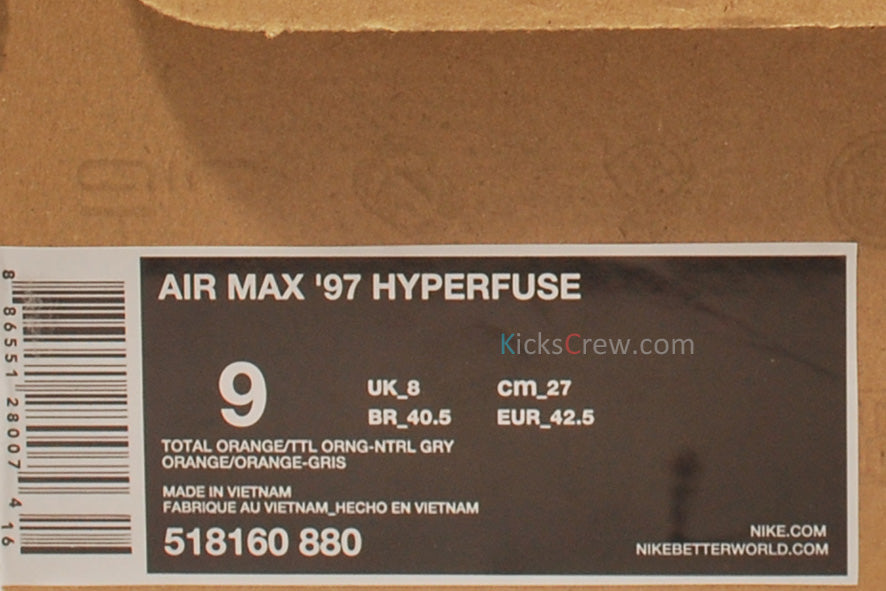 AIR MAX '97 HYPERFUSE
KicksCrew.com
9
UK_8 cm_27
BR_40.5 EUR_42.5
TOTAL ORANGE/TTL ORNG-NTRL GRY
ORANGE/ORANGE-GRIS
MADE IN VIETNAM
FABRIQUE AU VIETNAM_HECHO EN VIETNAM
518160 880
NIKE.COM
NIKEBETTERWORLD.COM
8 86551 28007 4 16